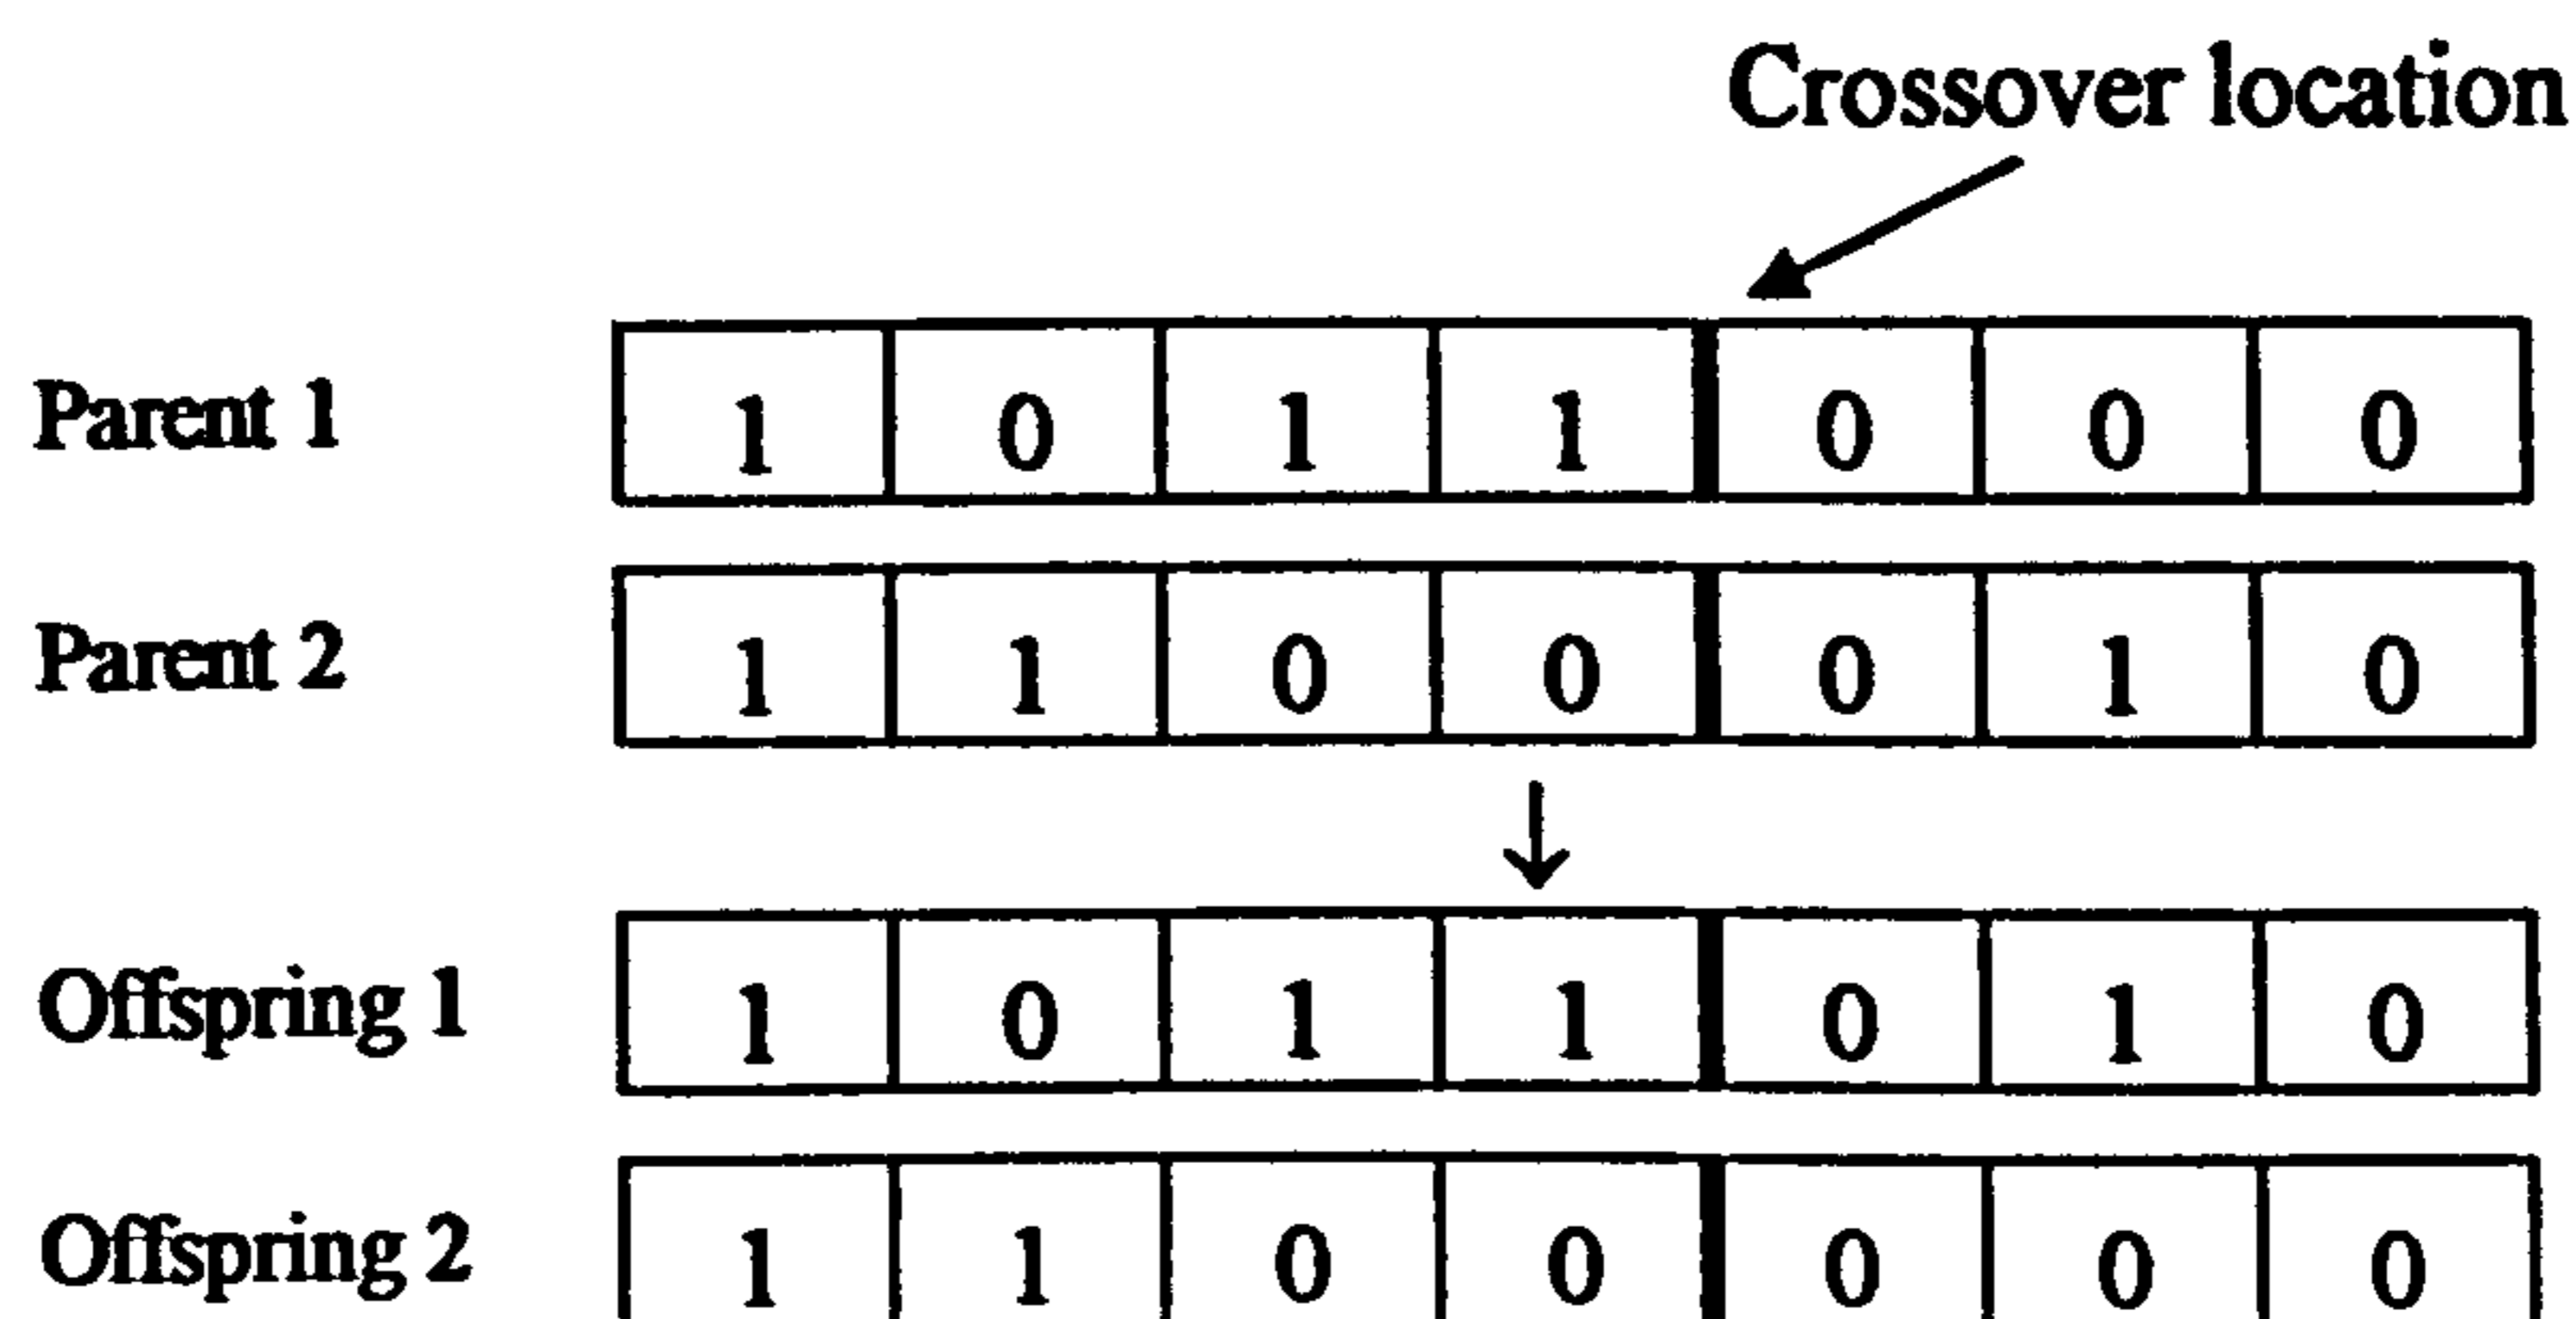 Crossover location
Parent 1 1 0 1 1 0 0 0
Parent 2 1 1 0 0 0 1 0
Offspring 1 1 0 1 1 0 1 0
Offspring 2 1 1 0 0 0 0 0